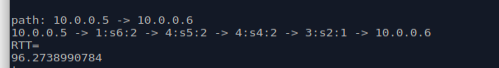 path: 10.0.0.5 -> 10.0.0.6
10.0.0.5 -> 1:s6:2 -> 4:s5:2 -> 4:s4:2 -> 3:s2:1 -> 10.0.0.6
RTT=
96.2738990784